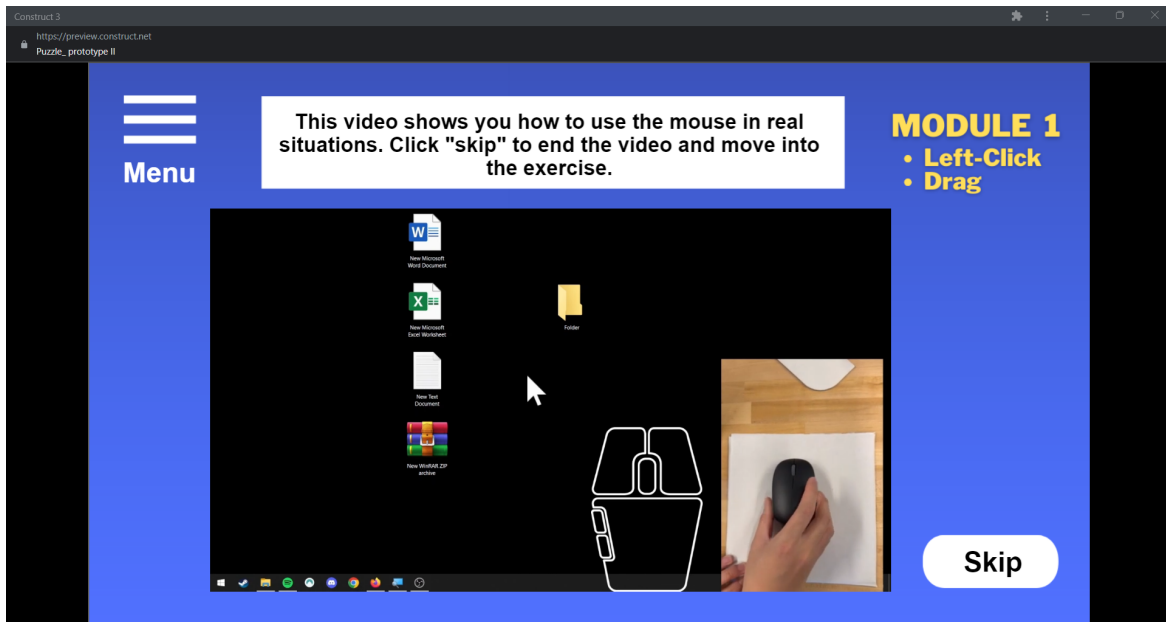 Construct 3
https://preview.construct.net
Puzzle_ prototype II
Menu
This video shows you how to use the mouse in real
situations. Click "skip" to end the video and move into
the exercise.
MODULE 1
• Left-Click
• Drag
W
New Microsoft
Word Document
X
New Microsoft
Excel Worksheet
Folder
New Text
Document
New WinRAR ZIP
archive
Skip